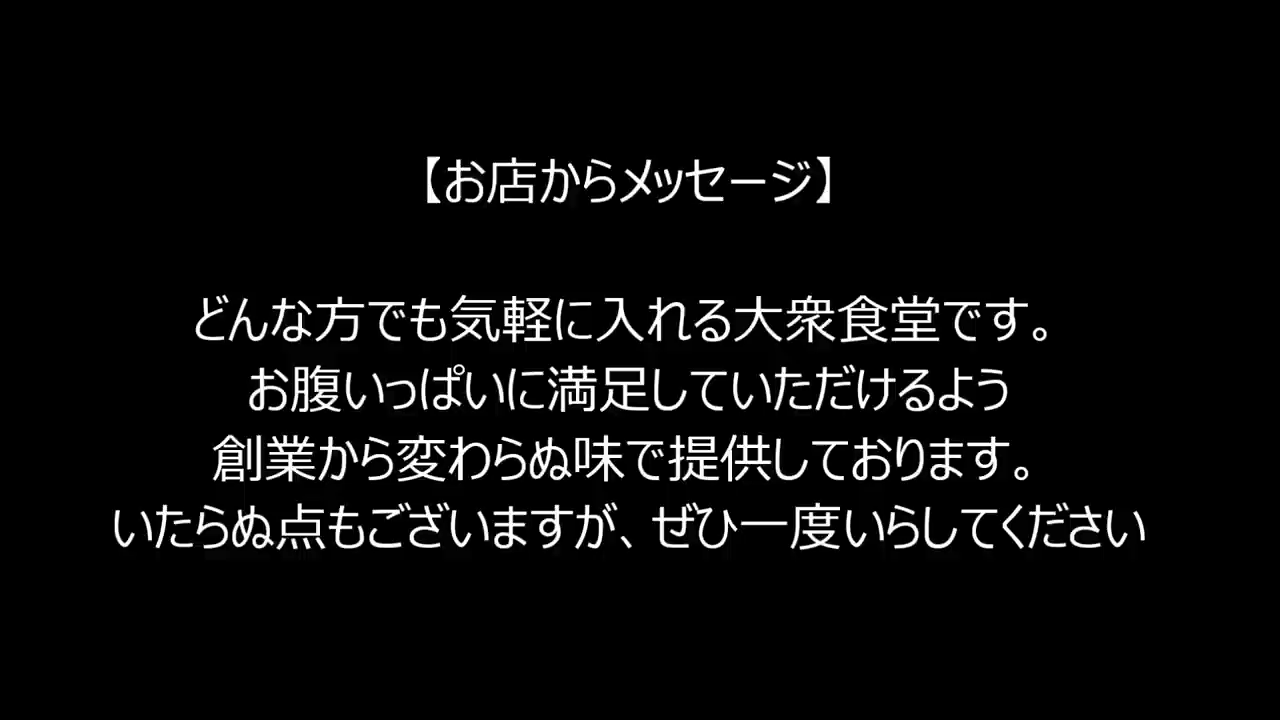 【お店からメッセージ】
どんな方でも気軽に入れる大衆食堂です。
お腹いっぱいに満足していただけるよう
創業から変わらぬ味で提供しております。
いたらぬ点もございますが、ぜひ一度いらしてください